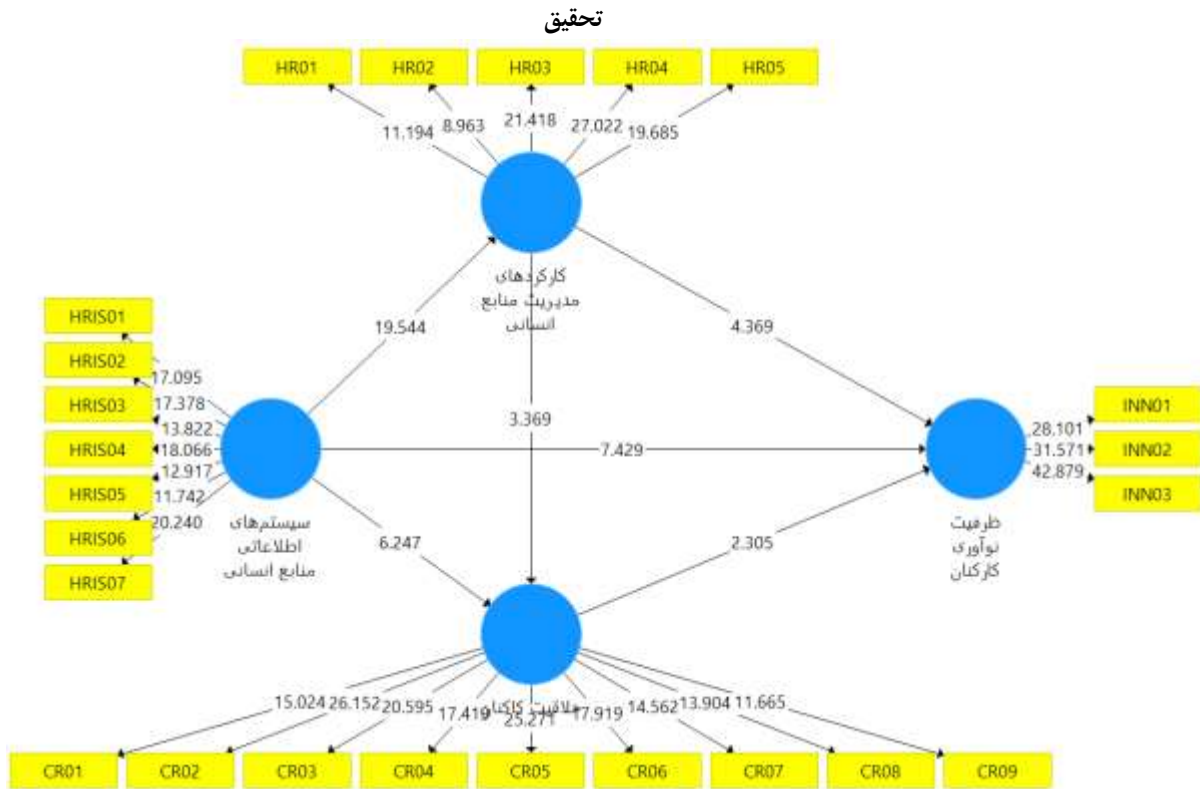 تحقیق
HR01 HR02 HR03 HR04 HR05
11.194 8.963 21.418 27.022 19.685
کارکردهای
مدیریت منابع
انسانی
HRIS01
HRIS02
HRIS03
HRIS04
HRIS05
HRIS06
HRIS07
17.095
17.378
13.822
18.066
12.917
11.742
20.240
19.544
4.369
3.369
7.429
6.247
2.305
سیستم‌های
اطلاعاتی
منابع انسانی
INN01
INN02
INN03
28.101
31.571
42.879
ظرفیت
نوآوری
کارکنان
خلاقیت
15.024 26.152 20.595 17.419 25.271 17.919 14.562 13.904 11.665
CR01 CR02 CR03 CR04 CR05 CR06 CR07 CR08 CR09